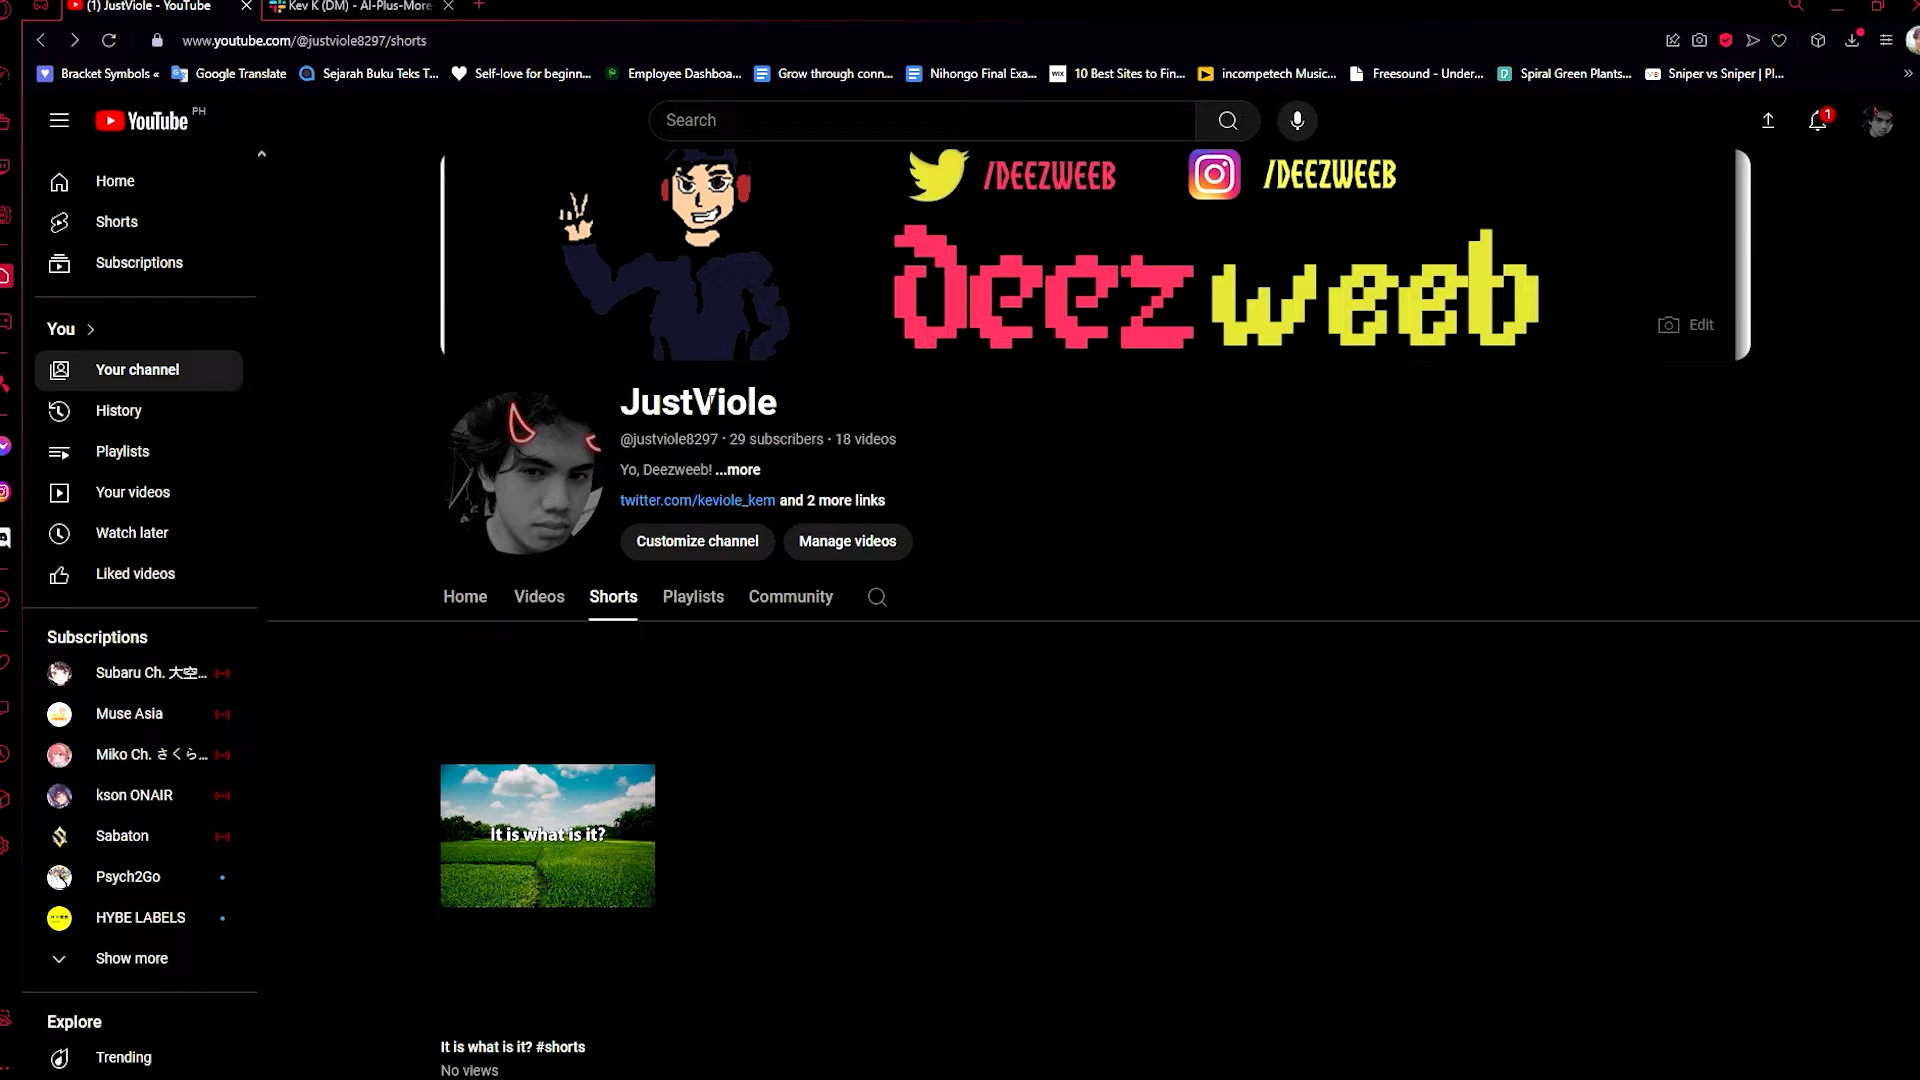 (1) JustViole - YouTube
Kev K (DM) - AI-Plus-More
www.youtube.com/@justviole8297/shorts
Bracket Symbols «
Google Translate
Sejarah Buku Teks T...
Self-love for beginn...
Employee Dashboa...
Grow through conn...
Nihongo Final Exa...
10 Best Sites to Fin...
incompetech Music...
Freesound - Under...
Spiral Green Plants...
Sniper vs Sniper | Pl...
YouTube PH
Search
1
Home
Shorts
Subscriptions
You
Your channel
History
Playlists
Your videos
Watch later
Liked videos
Subscriptions
Subaru Ch. 大空...
Muse Asia
Miko Ch. さくら...
kson ONAIR
Sabaton
Psych2Go
HYBE LABELS
Show more
Explore
Trending
/DEEZWEEB
/DEEZWEEB
deez weeb
Edit
JustViole
@justviole8297 · 29 subscribers · 18 videos
Yo, Deezweeb! ...more
twitter.com/keviole_kem and 2 more links
Customize channel
Manage videos
Home
Videos
Shorts
Playlists
Community
It is what is it?
It is what is it? #shorts
No views